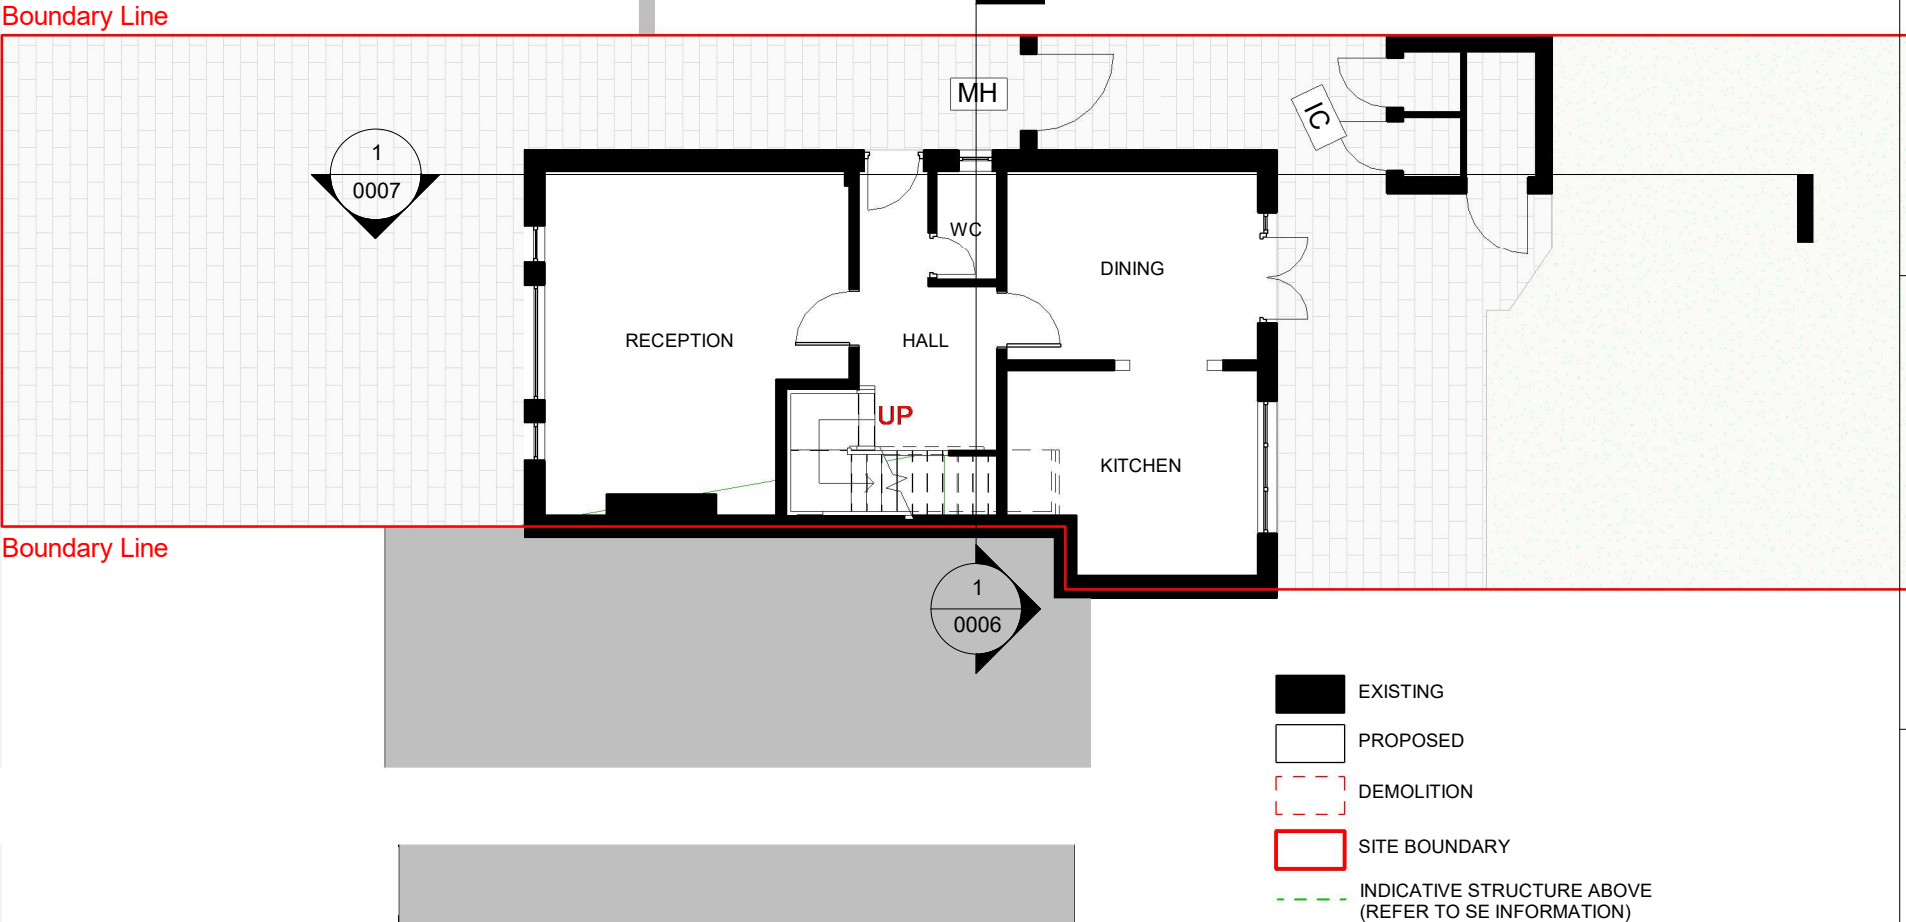 Boundary Line
MH
IC
1
0007
WC
DINING
RECEPTION
HALL
UP
KITCHEN
Boundary Line
1
0006
EXISTING
PROPOSED
DEMOLITION
SITE BOUNDARY
INDICATIVE STRUCTURE ABOVE
(REFER TO SE INFORMATION)